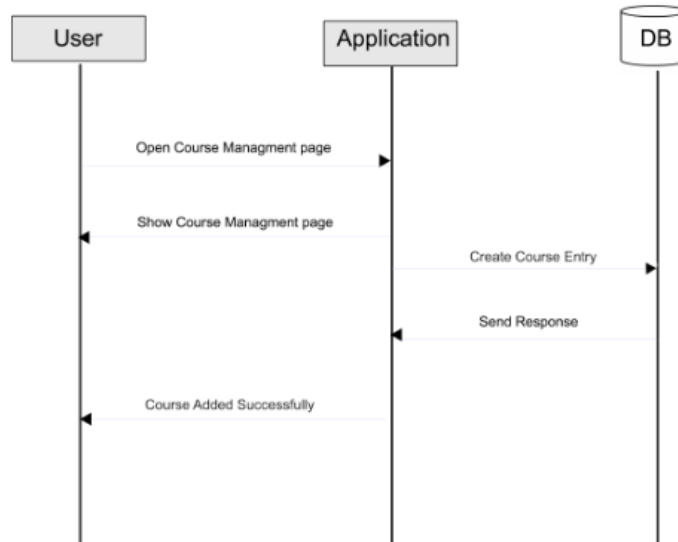 User
Application
DB
Open Course Managment page
Show Course Managment page
Create Course Entry
Send Response
Course Added Successfully